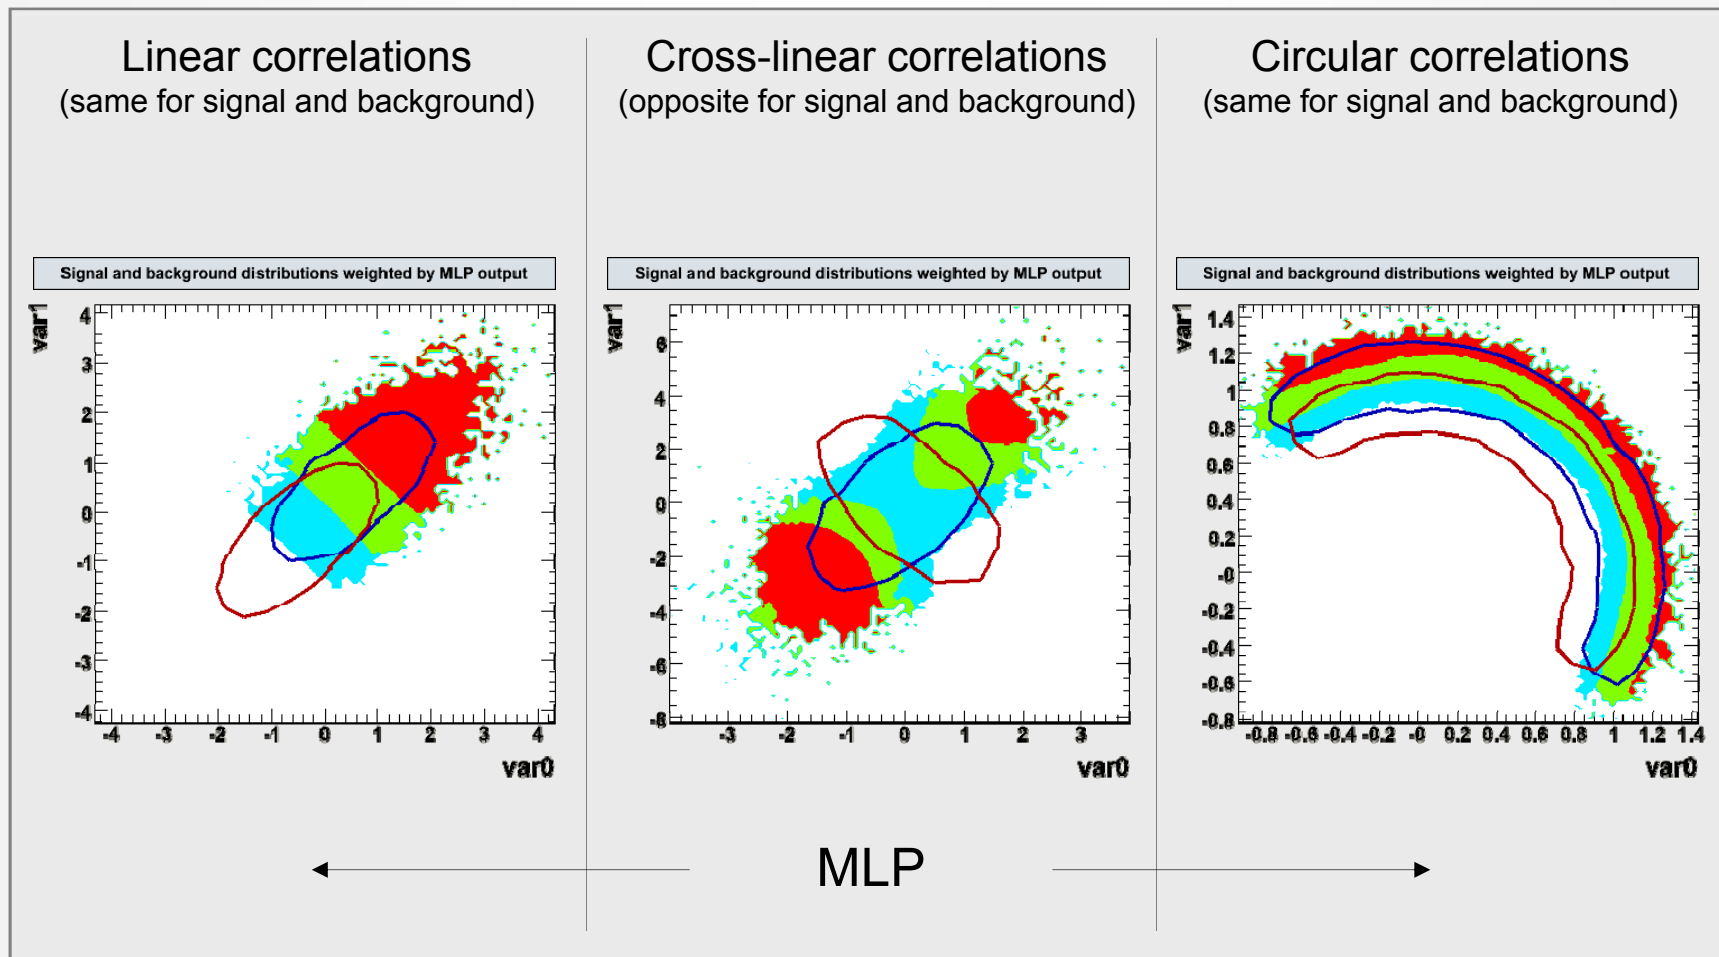 Linear correlations
(same for signal and background)
Cross-linear correlations
(opposite for signal and background)
Circular correlations
(same for signal and background)
Signal and background distributions weighted by MLP output
var1
4
3
2
1
0
-1
-2
-3
-4
-4 -3 -2 -1 0 1 2 3 4
var0
Signal and background distributions weighted by MLP output
var1
6
4
2
0
-2
-4
-6
-8
-3 -2 -1 0 1 2 3
var0
Signal and background distributions weighted by MLP output
var1
1.4
1.2
1
0.8
0.6
0.4
0.2
-0
-0.2
-0.4
-0.6
-0.8
-0.8 -0.6 -0.4 -0.2 -0 0.2 0.4 0.6 0.8 1 1.2 1.4
var0
MLP